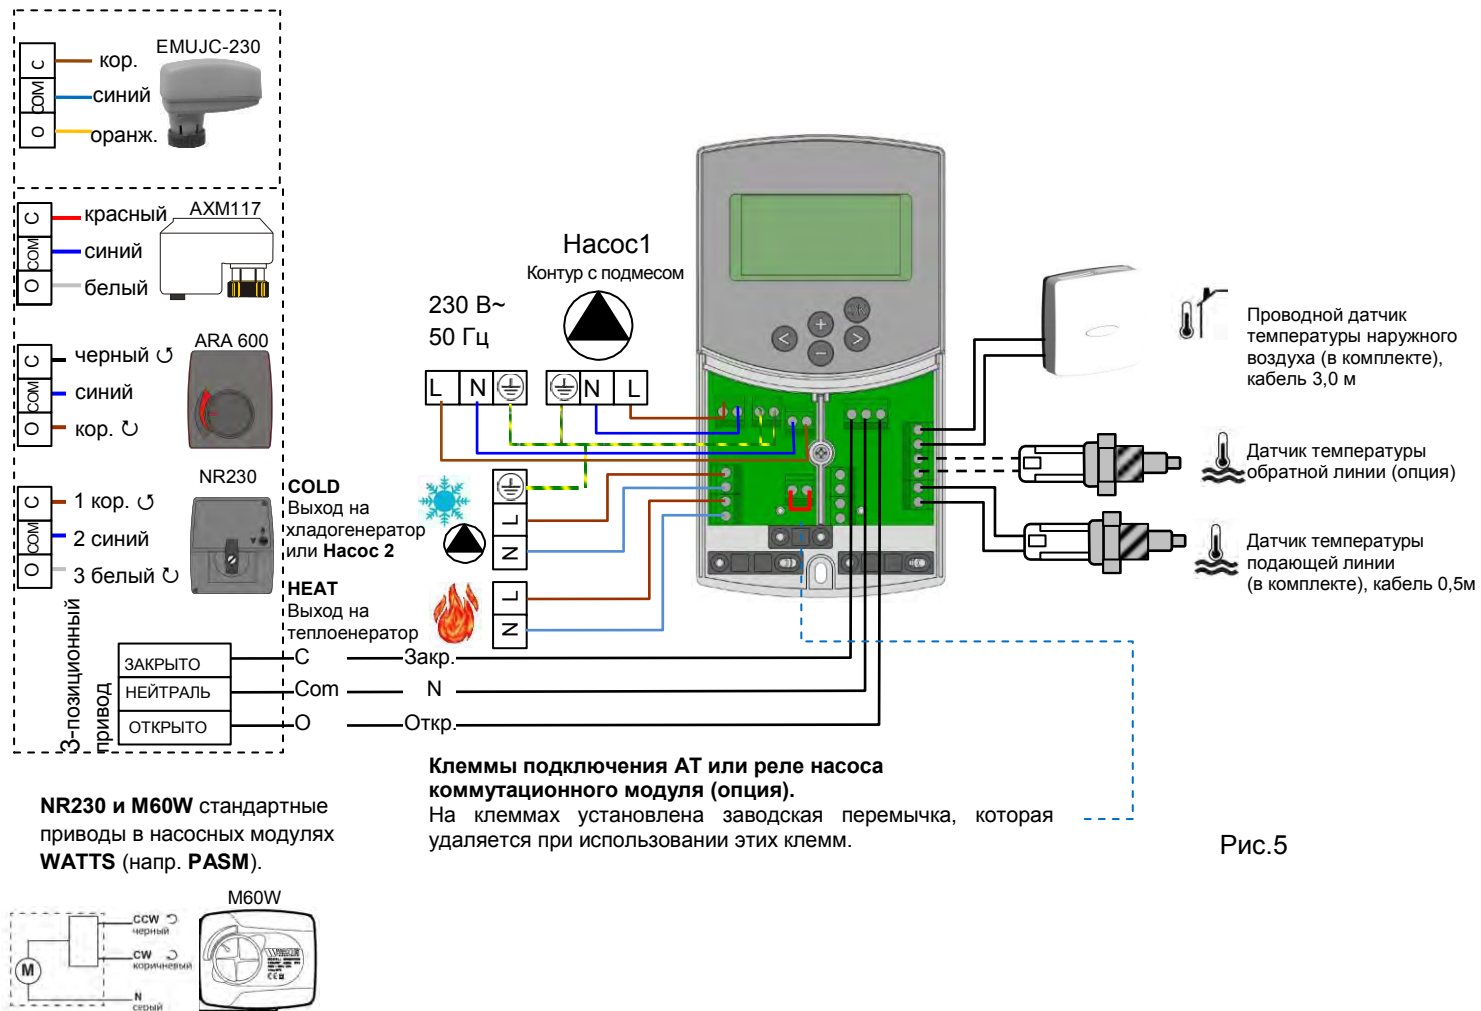 EMUJC-230
C
кор.
COM
синий
O
оранж.
AXM117
C
красный
COM
синий
O
белый
ARA 600
C
черный ↺
COM
синий
O
кор. ↻
NR230
C
1 кор. ↺
COM
2 синий
O
3 белый ↻
3-позиционный
привод
ЗАКРЫТО
C
Закр.
НЕЙТРАЛЬ
Com
N
ОТКРЫТО
O
Откр.
Насос1
Контур с подмесом
230 В~
50 Гц
L
N
N
L
COLD
Выход на
хладогенератор
или Насос 2
L
N
HEAT
Выход на
теплоенератор
L
N
OK
Проводной датчик
температуры наружного
воздуха (в комплекте),
кабель 3,0 м
Датчик температуры
обратной линии (опция)
Датчик температуры
подающей линии
(в комплекте), кабель 0,5м
Клеммы подключения АТ или реле насоса
коммутационного модуля (опция).
На клеммах установлена заводская перемычка, которая
удаляется при использовании этих клемм.
Рис.5
NR230 и M60W стандартные
приводы в насосных модулях
WATTS (напр. PASM).
M60W
M
CCW
черный
CW
коричневый
N
серый